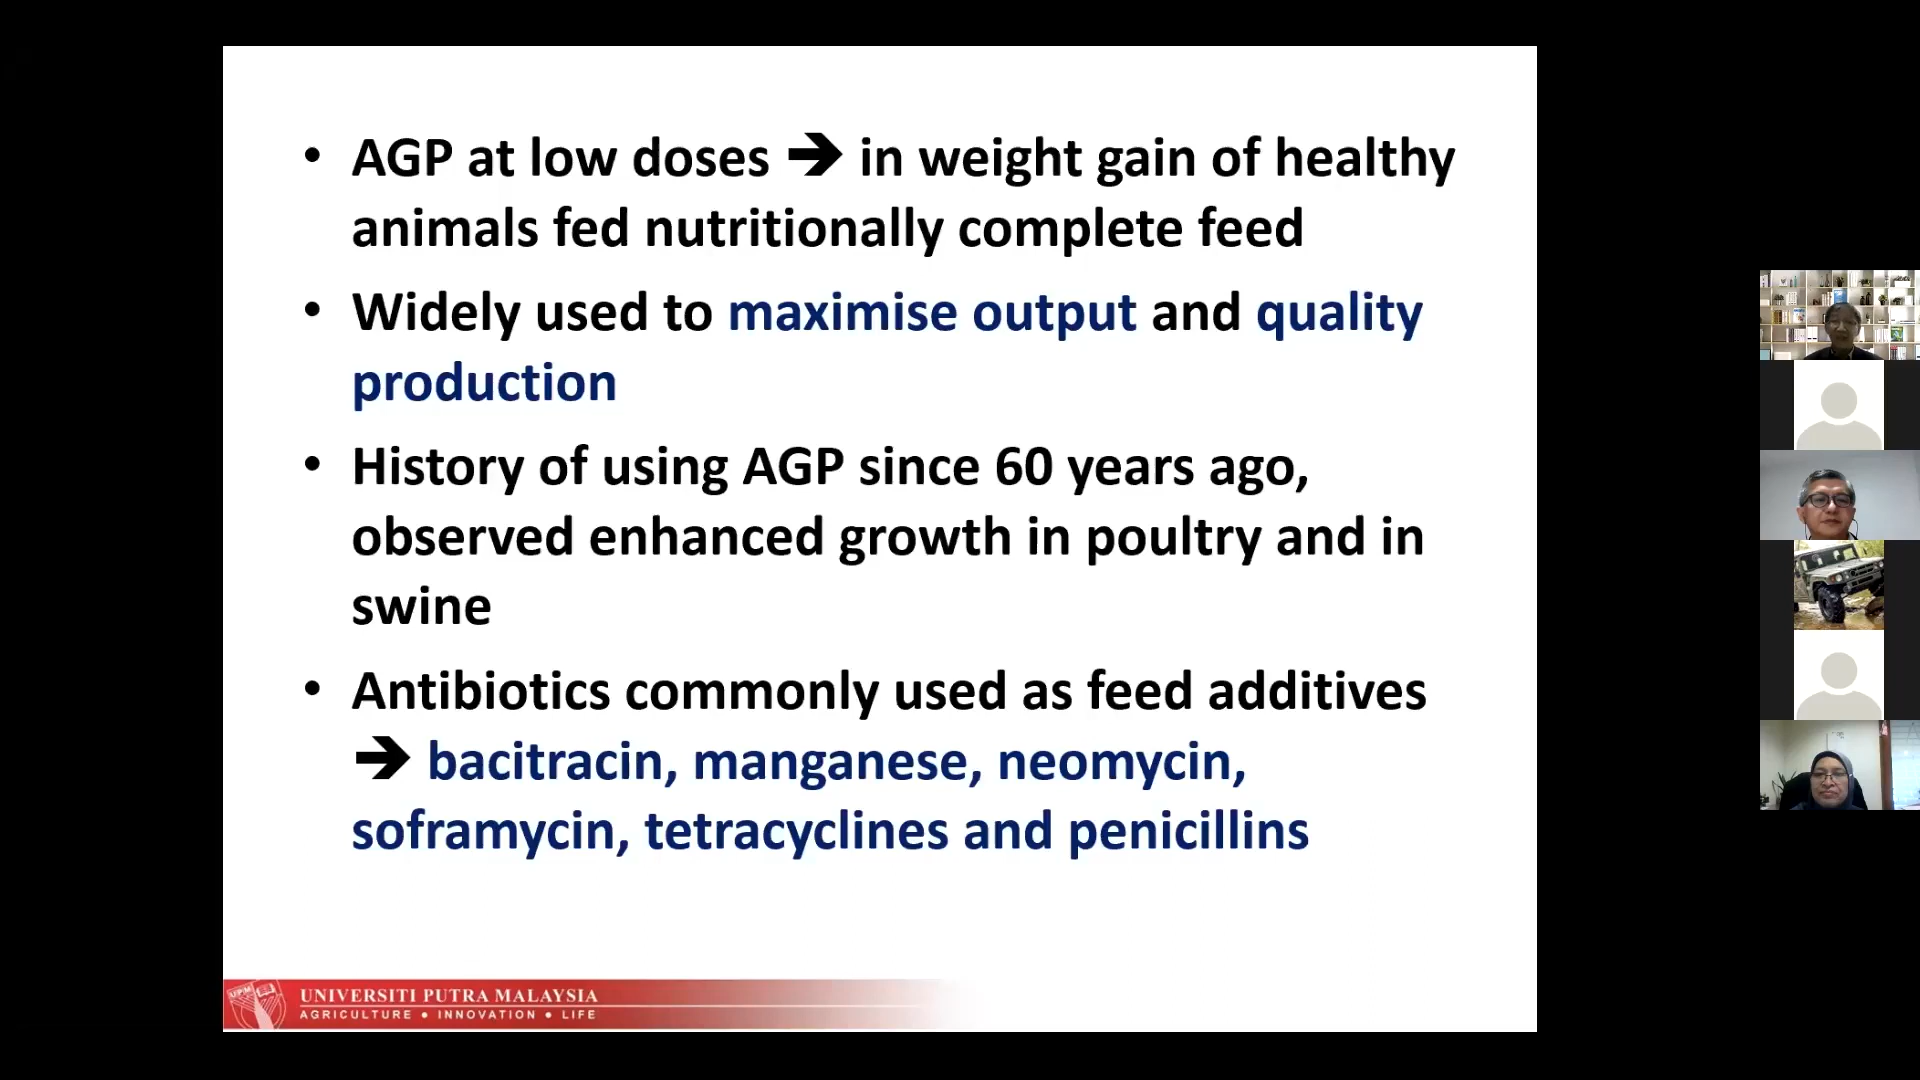 • AGP at low doses ➔ in weight gain of healthy
animals fed nutritionally complete feed
• Widely used to maximise output and quality
production
• History of using AGP since 60 years ago,
observed enhanced growth in poultry and in
swine
• Antibiotics commonly used as feed additives
➔ bacitracin, manganese, neomycin,
soframycin, tetracyclines and penicillins
UPM
UNIVERSITI PUTRA MALAYSIA
AGRICULTURE • INNOVATION • LIFE